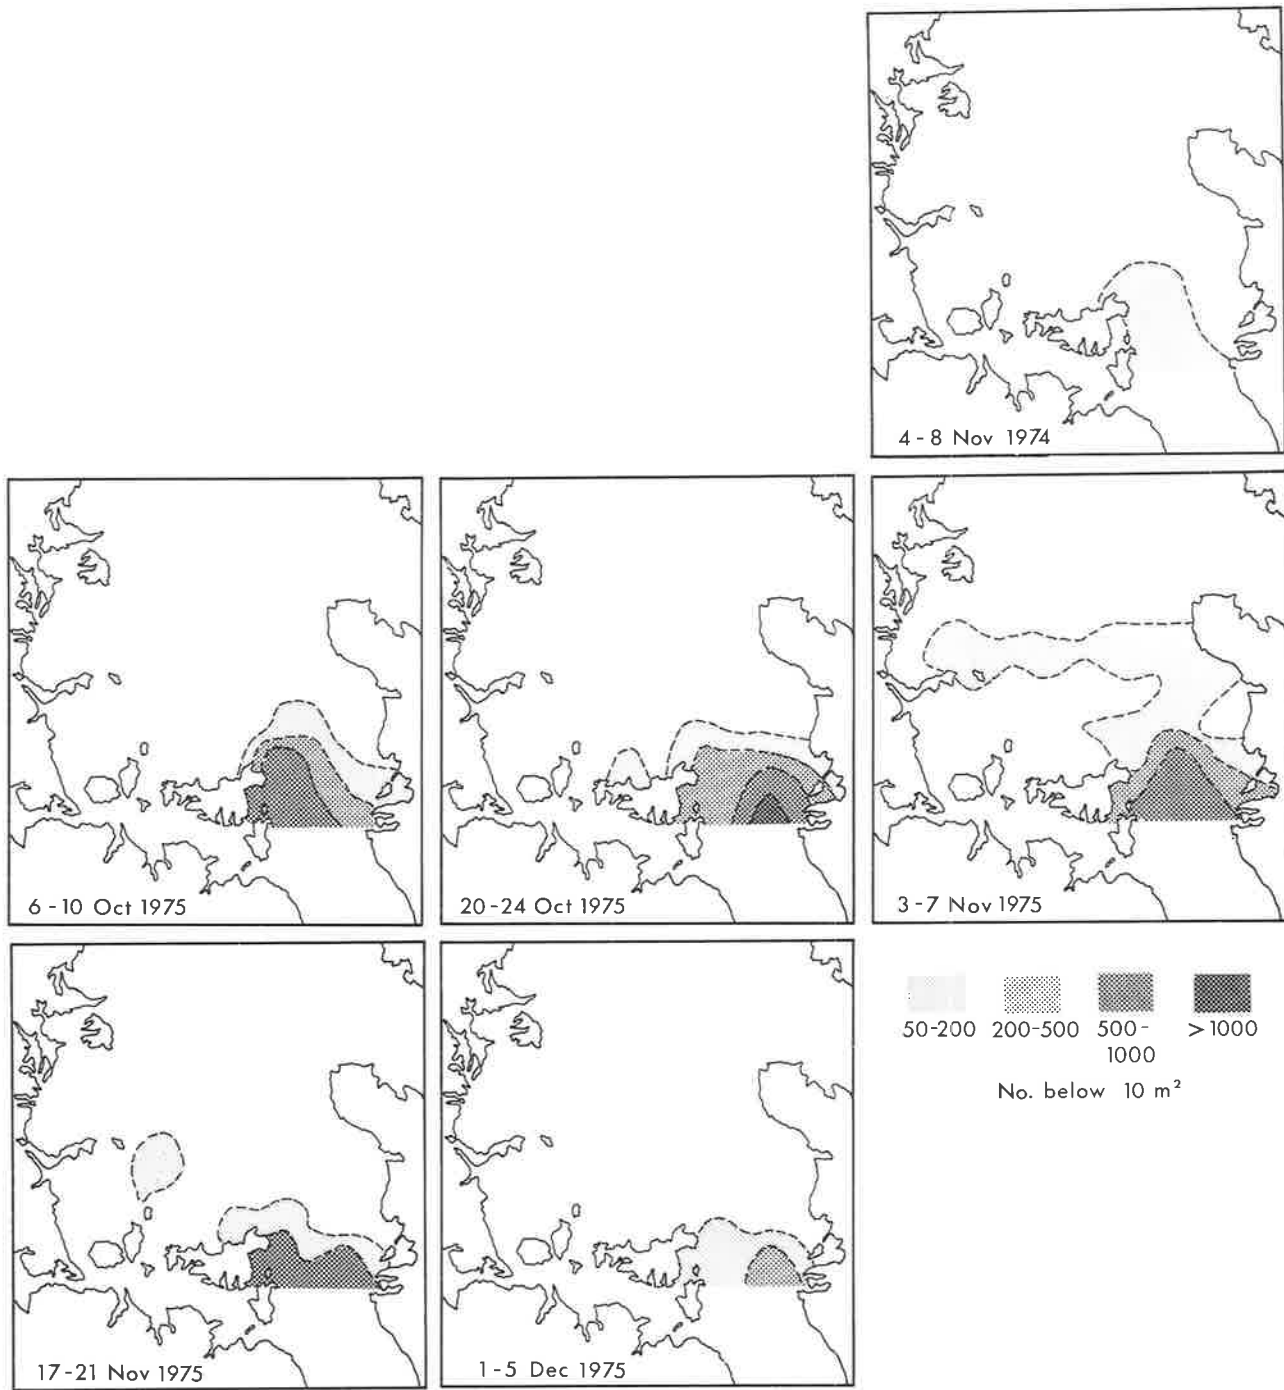 4-8 Nov 1974
6-10 Oct 1975
20-24 Oct 1975
3-7 Nov 1975
50-200 200-500 500-1000 >1000
No. below 10 m²
17-21 Nov 1975
1-5 Dec 1975